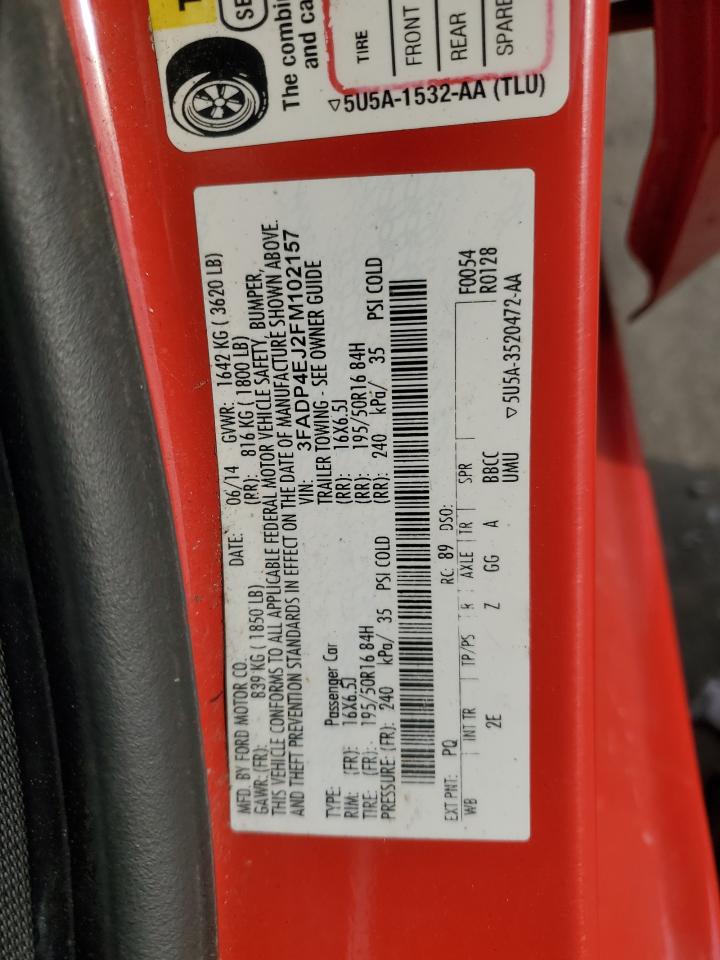 T
SE
The combin
and ca
TIRE
FRONT
REAR
SPARE
▽5U5A-1532-AA (TLU)
MFD. BY FORD MOTOR CO. DATE: 06/14 GVWR: 1642 KG ( 3620 LB)
GAWR: (FR): 839 KG ( 1850 LB) (RR): 816 KG ( 1800 LB)
THIS VEHICLE CONFORMS TO ALL APPLICABLE FEDERAL MOTOR VEHICLE SAFETY, BUMPER,
AND THEFT PREVENTION STANDARDS IN EFFECT ON THE DATE OF MANUFACTURE SHOWN ABOVE.
VIN: 3FADP4EJ2FM102157
TYPE: Passenger Car TRAILER TOWING - SEE OWNER GUIDE
RIM: (FR): 16X6.5J (RR): 16X6.5J
TIRE: (FR): 195/50R16 84H (RR): 195/50R16 84H
PRESSURE: (FR): 240 kPa/ 35 PSI COLD (RR): 240 kPa/ 35 PSI COLD
EXT PNT: PQ RC: 89 DSO: F0054
WB INT TR TP/PS R AXLE TR SPR R0128
2E Z GG A BBCC
UMU
▽5U5A-3520472-AA